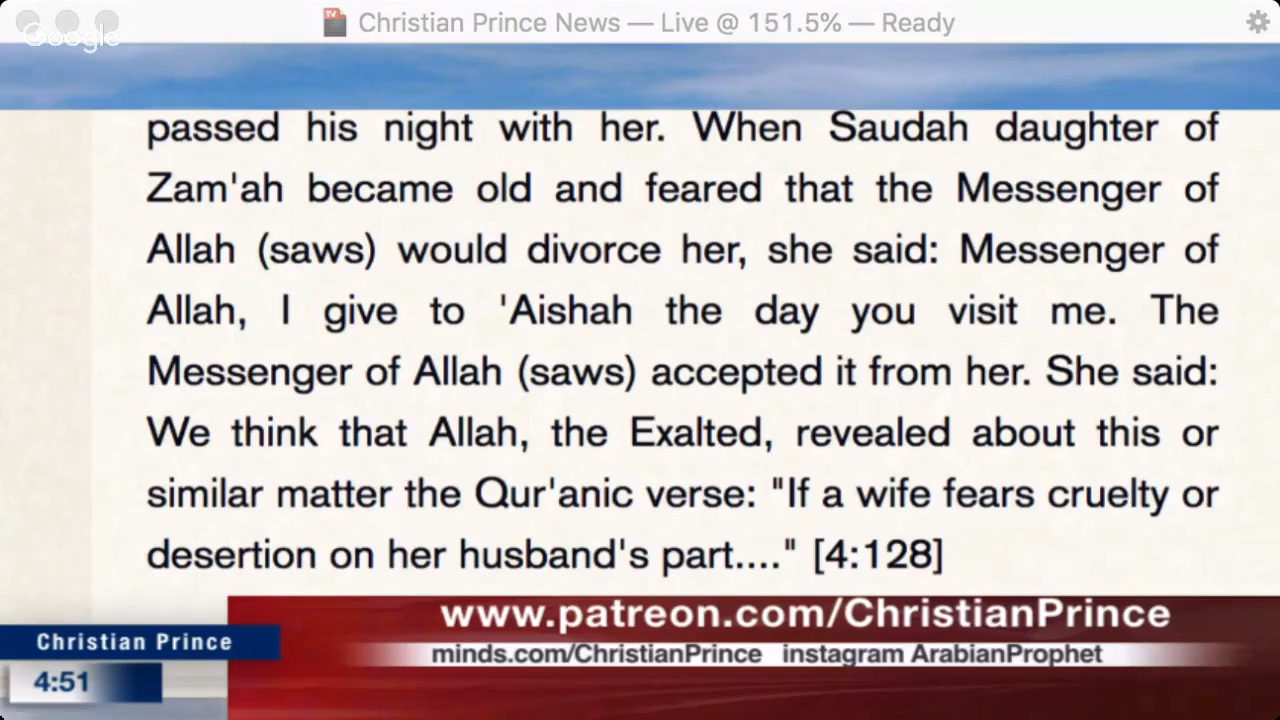 Christian Prince News — Live @ 151.5% — Ready
Google
passed his night with her. When Saudah daughter of
Zam'ah became old and feared that the Messenger of
Allah (saws) would divorce her, she said: Messenger of
Allah, I give to 'Aishah the day you visit me. The
Messenger of Allah (saws) accepted it from her. She said:
We think that Allah, the Exalted, revealed about this or
similar matter the Qur'anic verse: "If a wife fears cruelty or
desertion on her husband's part...." [4:128]
www.patreon.com/ChristianPrince
Christian Prince
minds.com/ChristianPrince instagram ArabianProphet
4:51